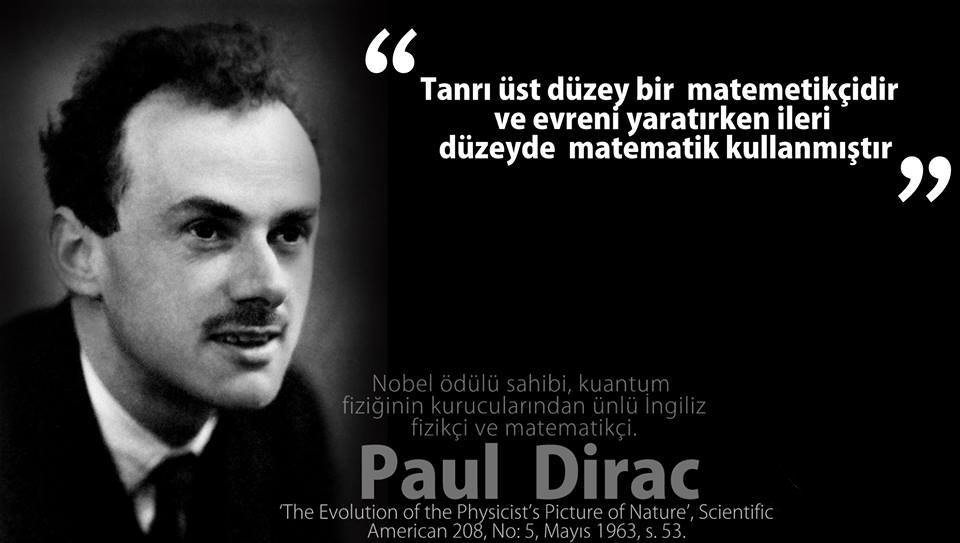 “
Tanrı üst düzey bir matemetikçidir
ve evreni yaratırken ileri
düzeyde matematik kullanmıştır
”
Nobel ödülü sahibi, kuantum
fiziğinin kurucularından ünlü İngiliz
fizikçi ve matematikçi.
Paul Dirac
‘The Evolution of the Physicist’s Picture of Nature’, Scientific
American 208, No: 5, Mayıs 1963, s. 53.